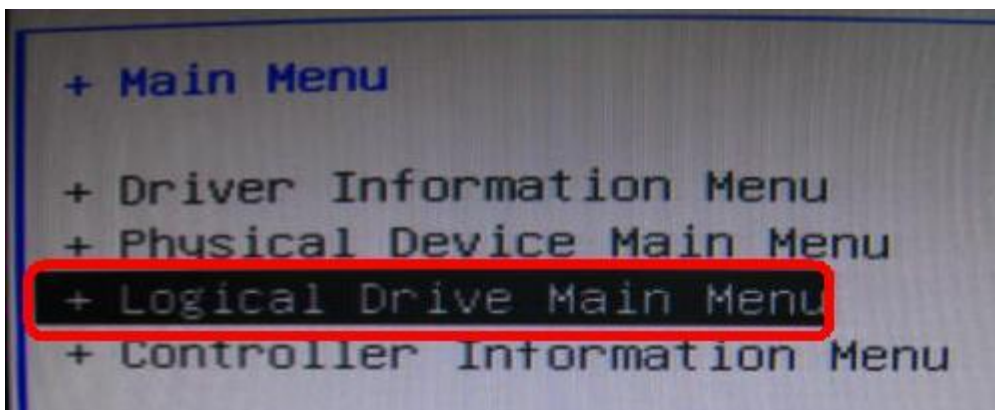 + Main Menu
+ Driver Information Menu
+ Physical Device Main Menu
+ Logical Drive Main Menu
+ Controller Information Menu